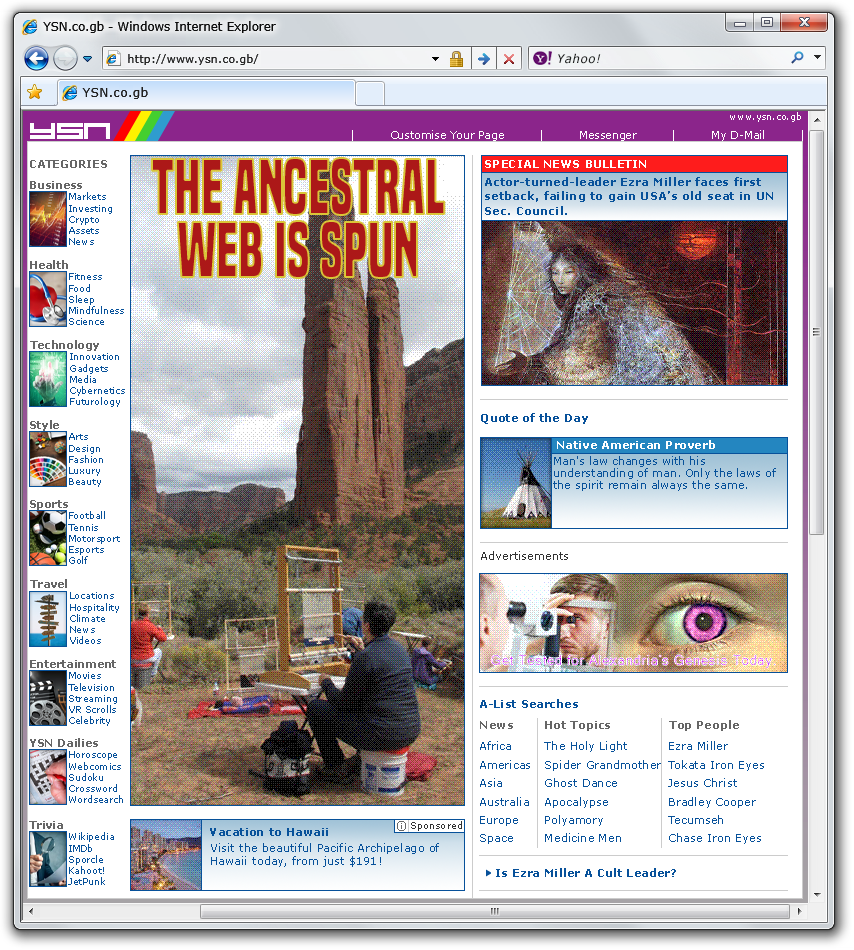 YSN.co.gb - Windows Internet Explorer
http://www.ysn.co.gb/
Yahoo!
YSN.co.gb
YSN
www.ysn.co.gb
Customise Your Page
Messenger
My D-Mail
CATEGORIES
Business
Markets
Investing
Crypto
Assets
News
Health
Fitness
Food
Sleep
Mindfulness
Science
Technology
Innovation
Gadgets
Media
Cybernetics
Futurology
Style
Arts
Design
Fashion
Luxury
Beauty
Sports
Football
Tennis
Motorsport
Esports
Golf
Travel
Locations
Hospitality
Climate
News
Videos
Entertainment
Movies
Television
Streaming
VR Scrolls
Celebrity
YSN Dailies
Horoscope
Webcomics
Sudoku
Crossword
Wordsearch
Trivia
Wikipedia
IMDb
Sporcle
Kahoot!
JetPunk
THE ANCESTRAL
WEB IS SPUN
Sponsored
Vacation to Hawaii
Visit the beautiful Pacific Archipelago of
Hawaii today, from just $191!
SPECIAL NEWS BULLETIN
Actor-turned-leader Ezra Miller faces first
setback, failing to gain USA's old seat in UN
Sec. Council.
Quote of the Day
Native American Proverb
Man's law changes with his
understanding of man. Only the laws of
the spirit remain always the same.
Advertisements
Get Tested for Alexandria's Genesis Today.
A-List Searches
News
Africa
Americas
Asia
Australia
Europe
Space
Hot Topics
The Holy Light
Spider Grandmother
Ghost Dance
Apocalypse
Polyamory
Medicine Men
Top People
Ezra Miller
Tokata Iron Eyes
Jesus Christ
Bradley Cooper
Tecumseh
Chase Iron Eyes
Is Ezra Miller A Cult Leader?